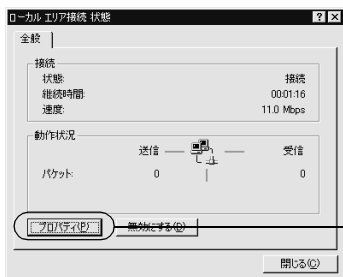 ローカル エリア接続 状態
全般
接続
状態: 接続
継続時間: 00:01:16
速度: 11.0 Mbps
動作状況
送信 受信
パケット: 0 0
プロパティ(P) 無効にする(D)
閉じる(C)